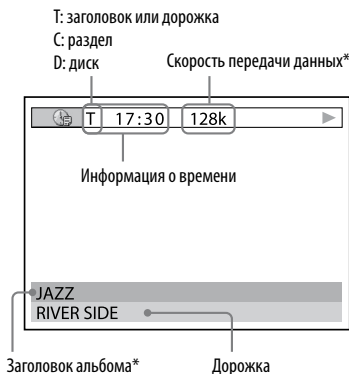 T: заголовок или дорожка
C: раздел
D: диск
Скорость передачи данных*
T 17:30 128k
Информация о времени
JAZZ
RIVER SIDE
Заголовок альбома*
Дорожка